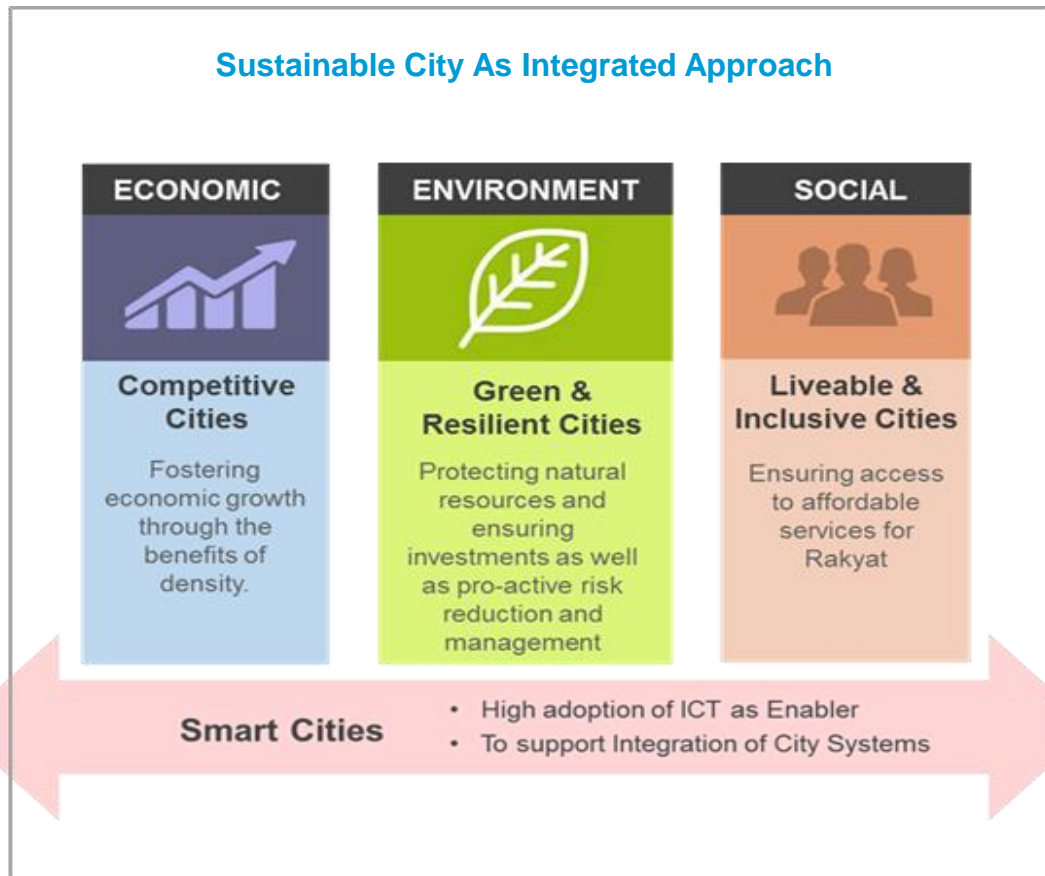 Sustainable City As Integrated Approach
ECONOMIC
Competitive
Cities
Fostering
economic growth
through the
benefits of
density.
ENVIRONMENT
Green &
Resilient Cities
Protecting natural
resources and
ensuring
investments as well
as pro-active risk
reduction and
management
SOCIAL
Liveable &
Inclusive Cities
Ensuring access
to affordable
services for
Rakyat
Smart Cities
• High adoption of ICT as Enabler
• To support Integration of City Systems